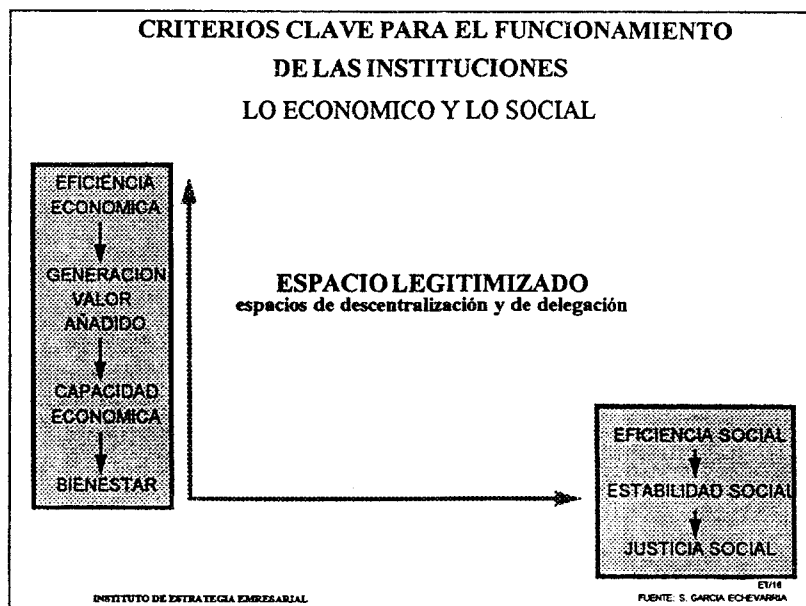 CRITERIOS CLAVE PARA EL FUNCIONAMIENTO
DE LAS INSTITUCIONES
LO ECONOMICO Y LO SOCIAL
EFICIENCIA
ECONOMICA
GENERACION
VALOR
AÑADIDO
CAPACIDAD
ECONOMICA
BIENESTAR
ESPACIO LEGITIMIZADO
espacios de descentralización y de delegación
EFICIENCIA SOCIAL
ESTABILIDAD SOCIAL
JUSTICIA SOCIAL
ET/16
INSTITUTO DE ESTRATEGIA EMRESARIAL
FUENTE: S. GARCIA ECHEVARRIA